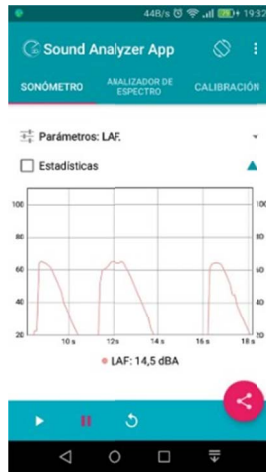 44B/s 19:32
Sound Analyzer App
SONÓMETRO
ANALIZADOR DE
ESPECTRO
CALIBRACIÓN
Parámetros: LAF.
Estadísticas
100
80
60
40
20
10 s 12s 14 s 16 s 18 s
LAF: 14,5 dBA